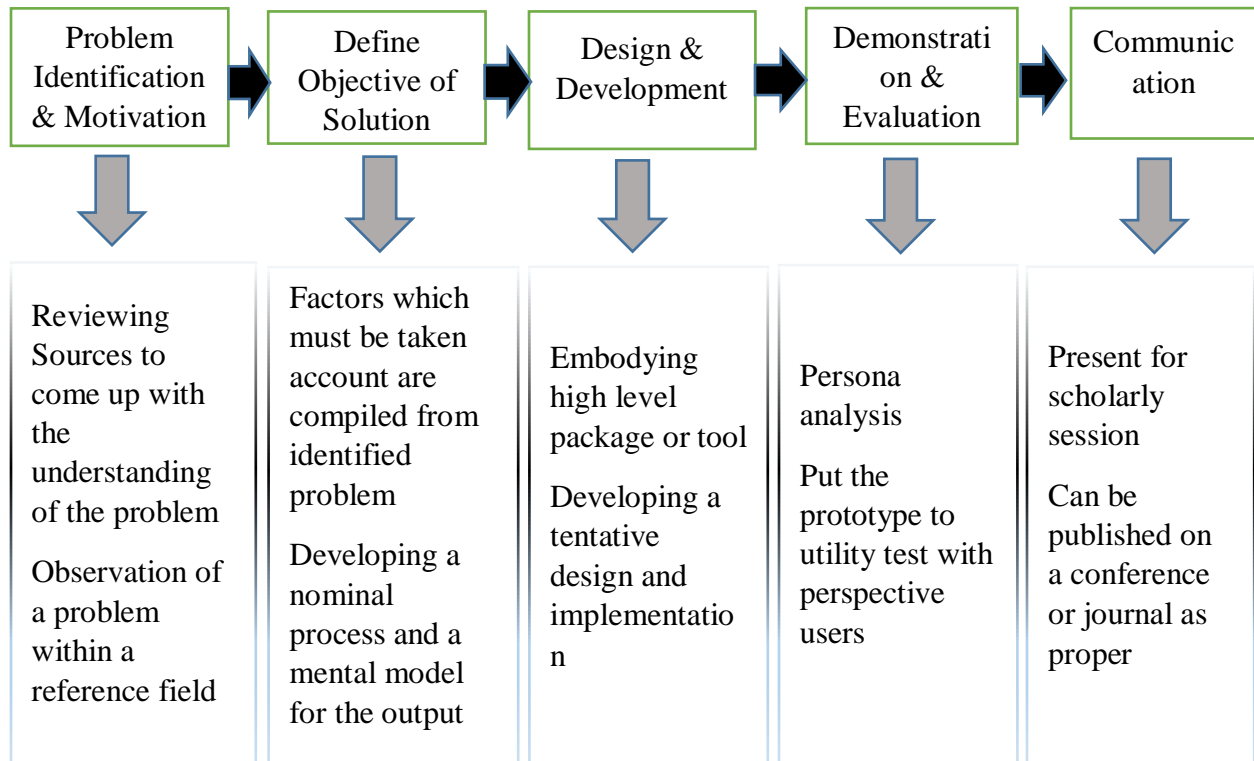 Problem
Identification
& Motivation
Define
Objective of
Solution
Design &
Development
Demonstrati
on &
Evaluation
Communic
ation
Reviewing
Sources to
come up with
the
understanding
of the problem
Observation of
a problem
within a
reference field
Factors which
must be taken
account are
compiled from
identified
problem
Developing a
nominal
process and a
mental model
for the output
Embodying
high level
package or tool
Developing a
tentative
design and
implementatio
n
Persona
analysis
Put the
prototype to
utility test with
perspective
users
Present for
scholarly
session
Can be
published on
a conference
or journal as
proper